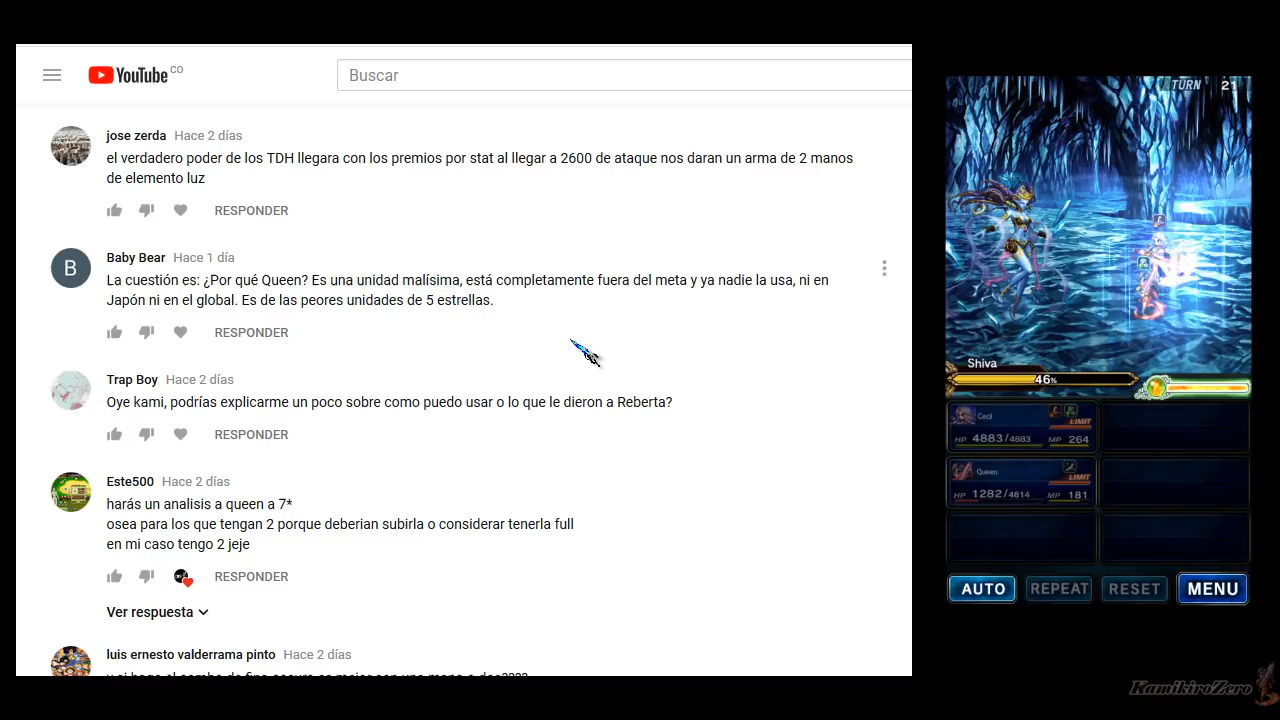 YouTube CO
Buscar
jose zerda Hace 2 días
el verdadero poder de los TDH llegara con los premios por stat al llegar a 2600 de ataque nos daran un arma de 2 manos
de elemento luz
RESPONDER
B
Baby Bear Hace 1 día
La cuestión es: ¿Por qué Queen? Es una unidad malísima, está completamente fuera del meta y ya nadie la usa, ni en
Japón ni en el global. Es de las peores unidades de 5 estrellas.
RESPONDER
Trap Boy Hace 2 días
Oye kami, podrías explicarme un poco sobre como puedo usar o lo que le dieron a Reberta?
RESPONDER
Este500 Hace 2 días
harás un analisis a queen a 7*
osea para los que tengan 2 porque deberian subirla o considerar tenerla full
en mi caso tengo 2 jeje
RESPONDER
Ver respuesta
luis ernesto valderrama pinto Hace 2 días
TURN 21
Shiva
46%
Cecil
LIMIT
HP 4883/4883 MP 264
Queen
LIMIT
HP 1282/4814 MP 181
AUTO REPEAT RESET MENU
KamikiroZero